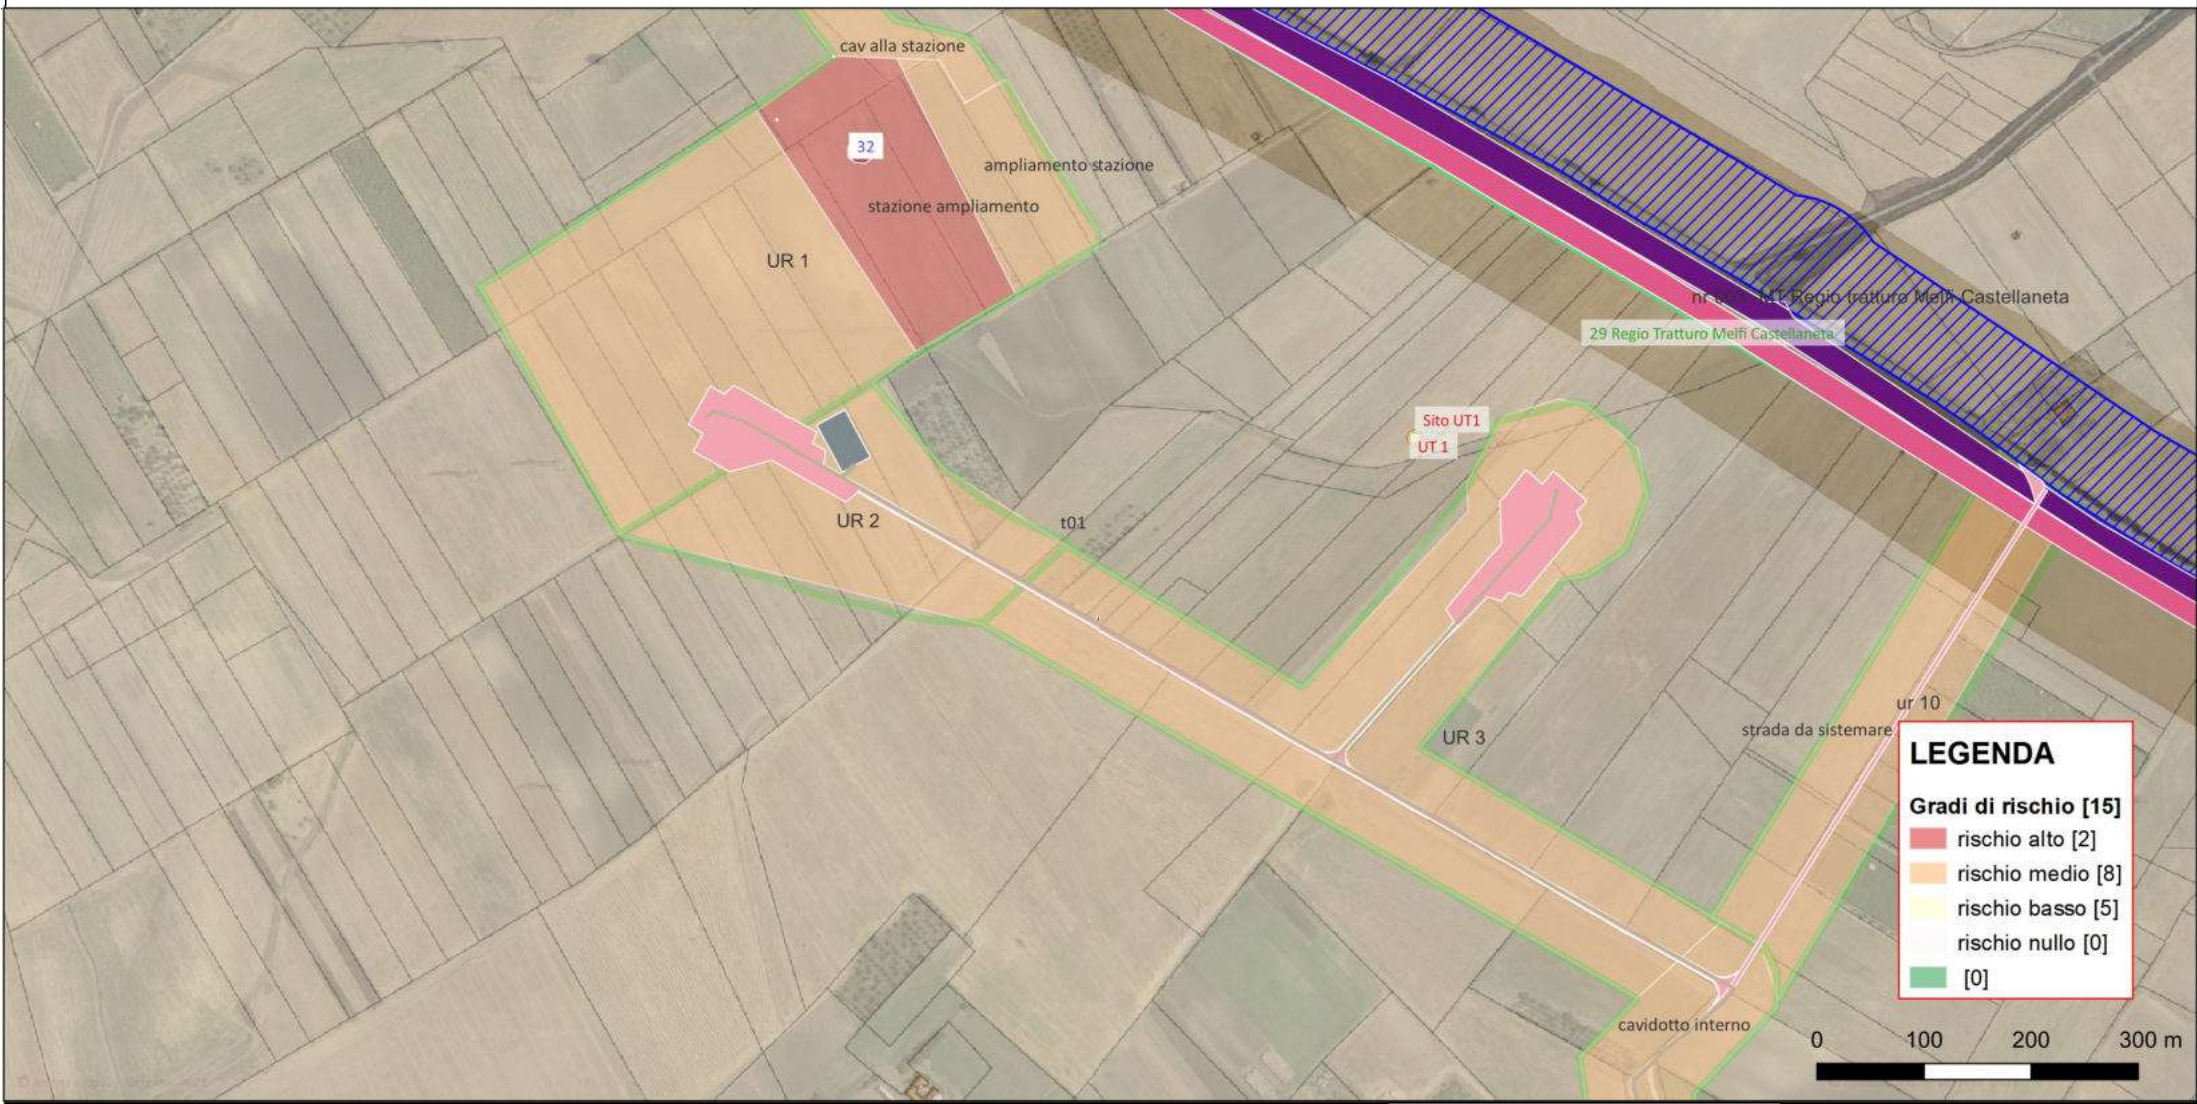 cav alla stazione
32
ampliamento stazione
stazione ampliamento
UR 1
MT Regio tratturo Melfi Castellaneta
29 Regio Tratturo Melfi Castellaneta
Sito UT1
UT 1
UR 2
t01
ur 10
strada da sistemare
UR 3
LEGENDA
Gradi di rischio [15]
rischio alto [2]
rischio medio [8]
rischio basso [5]
rischio nullo [0]
[0]
cavidotto interno
0 100 200 300 m